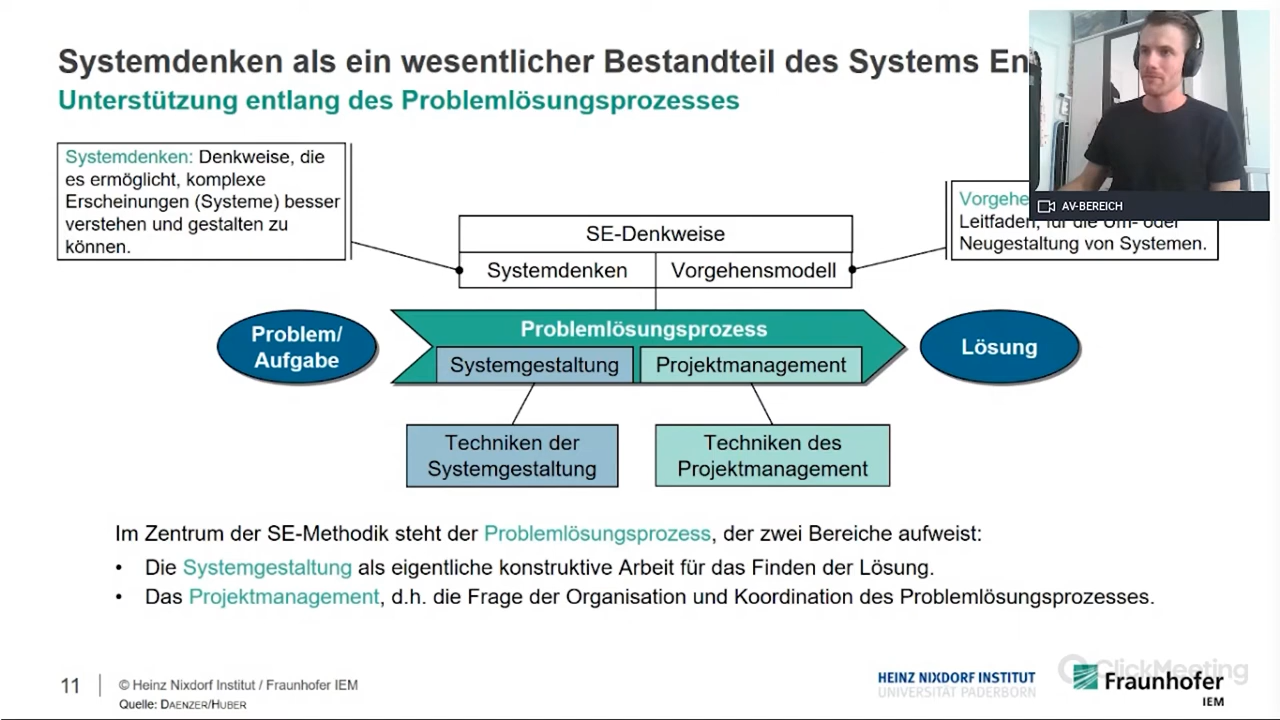 Systemdenken als ein wesentlicher Bestandteil des Systems En
Unterstützung entlang des Problemlösungsprozesses
Systemdenken: Denkweise, die
es ermöglicht, komplexe
Erscheinungen (Systeme) besser
verstehen und gestalten zu
können.
AV-BEREICH
Vorgehe
Leitfaden, für die Um- oder
Neugestaltung von Systemen.
SE-Denkweise
Systemdenken
Vorgehensmodell
Problem/
Aufgabe
Problemlösungsprozess
Systemgestaltung
Projektmanagement
Lösung
Techniken der
Systemgestaltung
Techniken des
Projektmanagement
Im Zentrum der SE-Methodik steht der Problemlösungsprozess, der zwei Bereiche aufweist:
• Die Systemgestaltung als eigentliche konstruktive Arbeit für das Finden der Lösung.
• Das Projektmanagement, d.h. die Frage der Organisation und Koordination des Problemlösungsprozesses.
11
© Heinz Nixdorf Institut / Fraunhofer IEM
Quelle: DAENZER/HUBER
HEINZ NIXDORF INSTITUT
UNIVERSITÄT PADERBORN
ClickMeeting
Fraunhofer
IEM